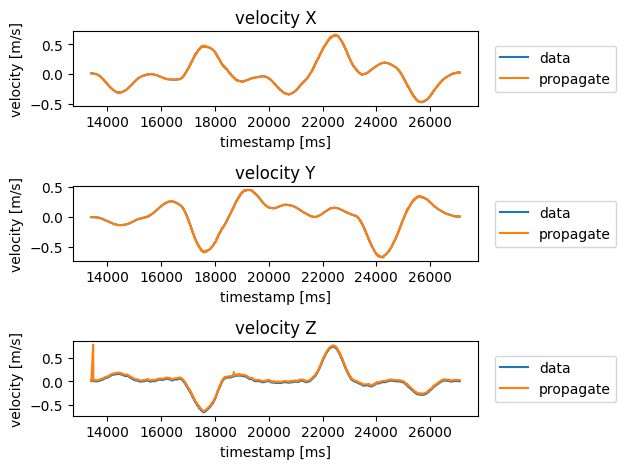 velocity X
velocity [m/s]
0.5
0.0
−0.5
14000 16000 18000 20000 22000 24000 26000
timestamp [ms]
data
propagate
velocity Y
velocity [m/s]
0.5
0.0
−0.5
14000 16000 18000 20000 22000 24000 26000
timestamp [ms]
data
propagate
velocity Z
velocity [m/s]
0.5
0.0
−0.5
14000 16000 18000 20000 22000 24000 26000
timestamp [ms]
data
propagate